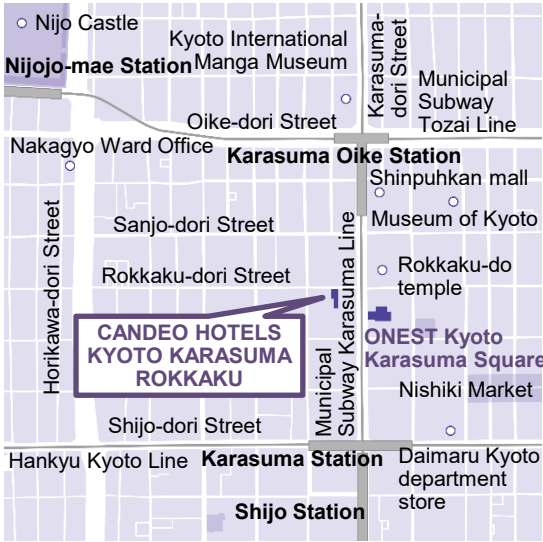 Nijo Castle
Kyoto International
Manga Museum
Karasuma-
dori Street
Nijojo-mae Station
Municipal
Subway
Tozai Line
Oike-dori Street
Nakagyo Ward Office
Karasuma Oike Station
Shinpuhkan mall
Museum of Kyoto
Sanjo-dori Street
Horikawa-dori Street
Rokkaku-dori Street
Rokkaku-do
temple
Municipal
Subway Karasuma Line
CANDEO HOTELS
KYOTO KARASUMA
ROKKAKU
ONEST Kyoto
Karasuma Square
Nishiki Market
Shijo-dori Street
Hankyu Kyoto Line
Karasuma Station
Daimaru Kyoto
department
store
Shijo Station